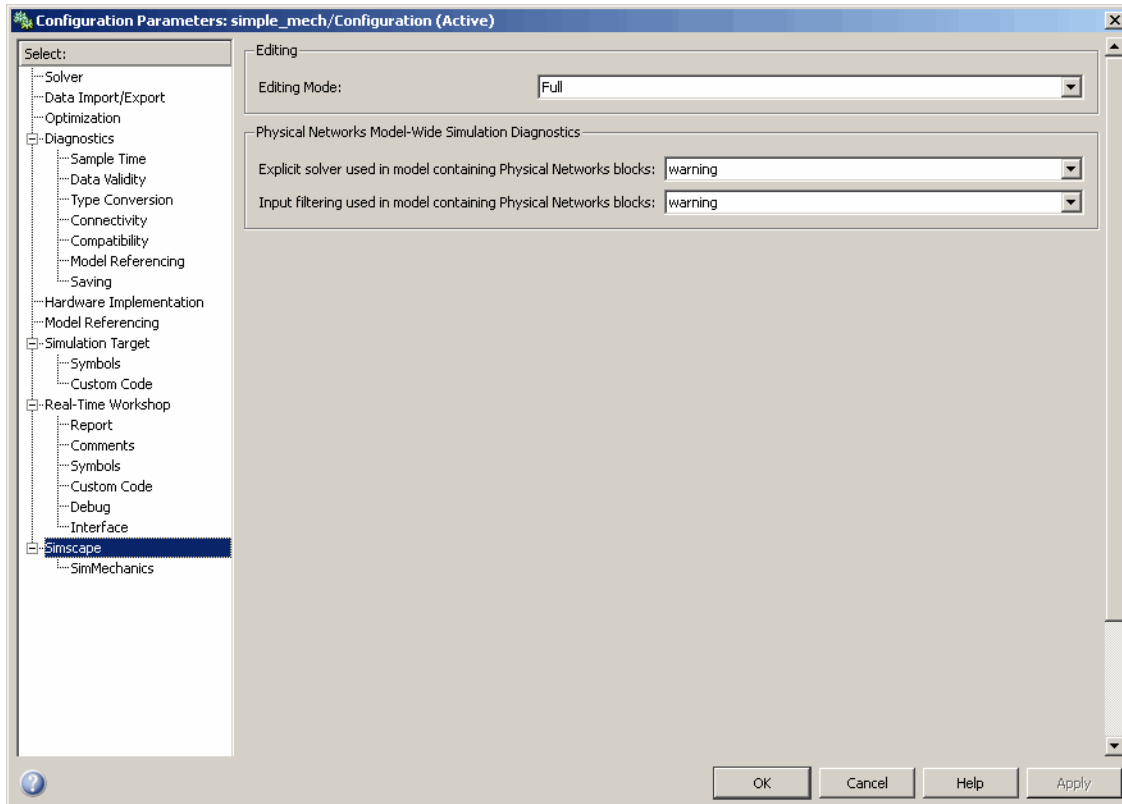 Configuration Parameters: simple_mech/Configuration (Active)
Select:
Solver
Data Import/Export
Optimization
Diagnostics
Sample Time
Data Validity
Type Conversion
Connectivity
Compatibility
Model Referencing
Saving
Hardware Implementation
Model Referencing
Simulation Target
Symbols
Custom Code
Real-Time Workshop
Report
Comments
Symbols
Custom Code
Debug
Interface
Simscape
SimMechanics
Editing
Editing Mode: Full
Physical Networks Model-Wide Simulation Diagnostics
Explicit solver used in model containing Physical Networks blocks: warning
Input filtering used in model containing Physical Networks blocks: warning
OK Cancel Help Apply